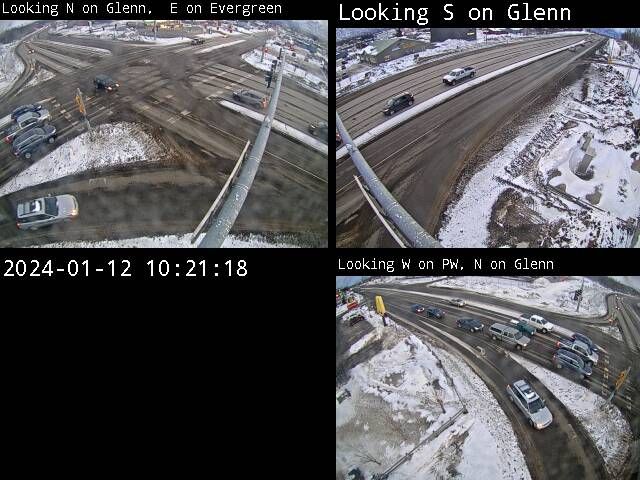 Looking N on Glenn,  E on Evergreen
Looking S on Glenn
2024-01-12 10:21:18
Looking W on PW, N on Glenn